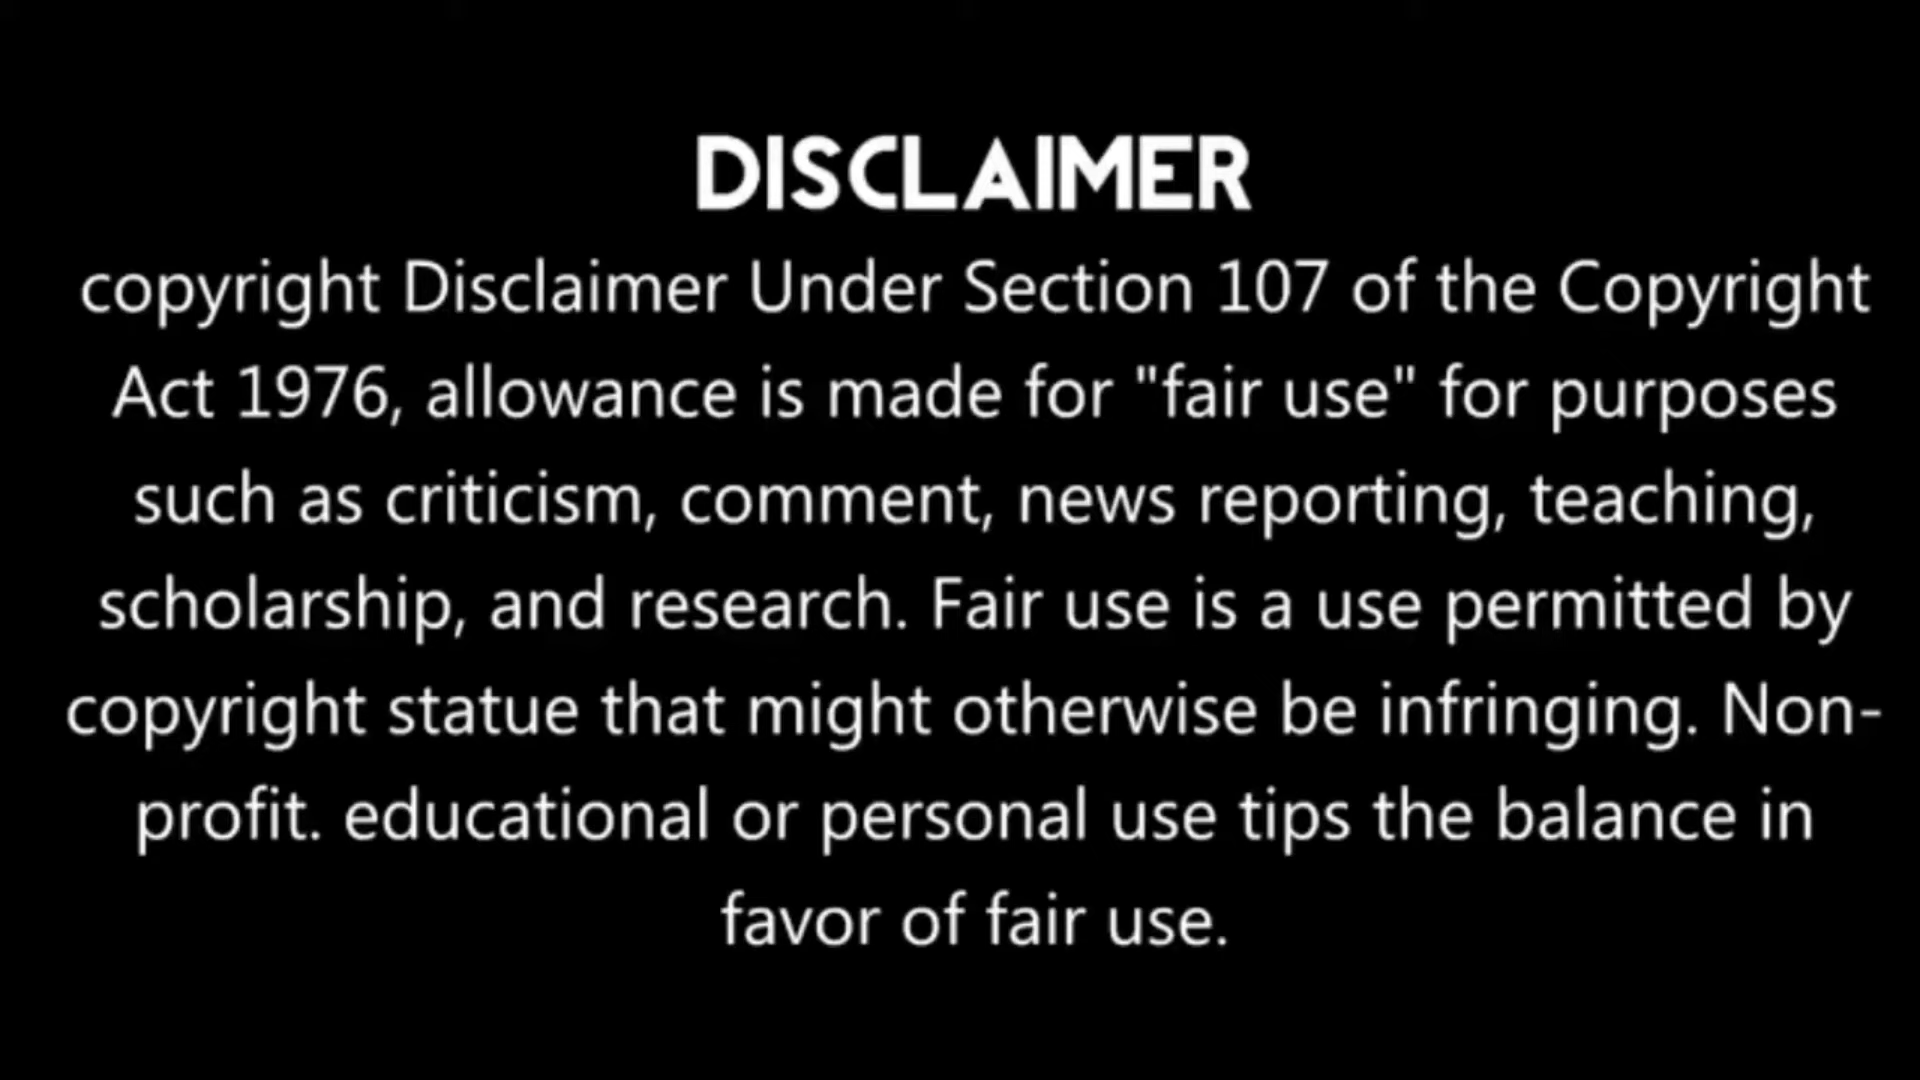 DISCLAIMER
copyright Disclaimer Under Section 107 of the Copyright
Act 1976, allowance is made for "fair use" for purposes
such as criticism, comment, news reporting, teaching,
scholarship, and research. Fair use is a use permitted by
copyright statue that might otherwise be infringing. Non-
profit. educational or personal use tips the balance in
favor of fair use.